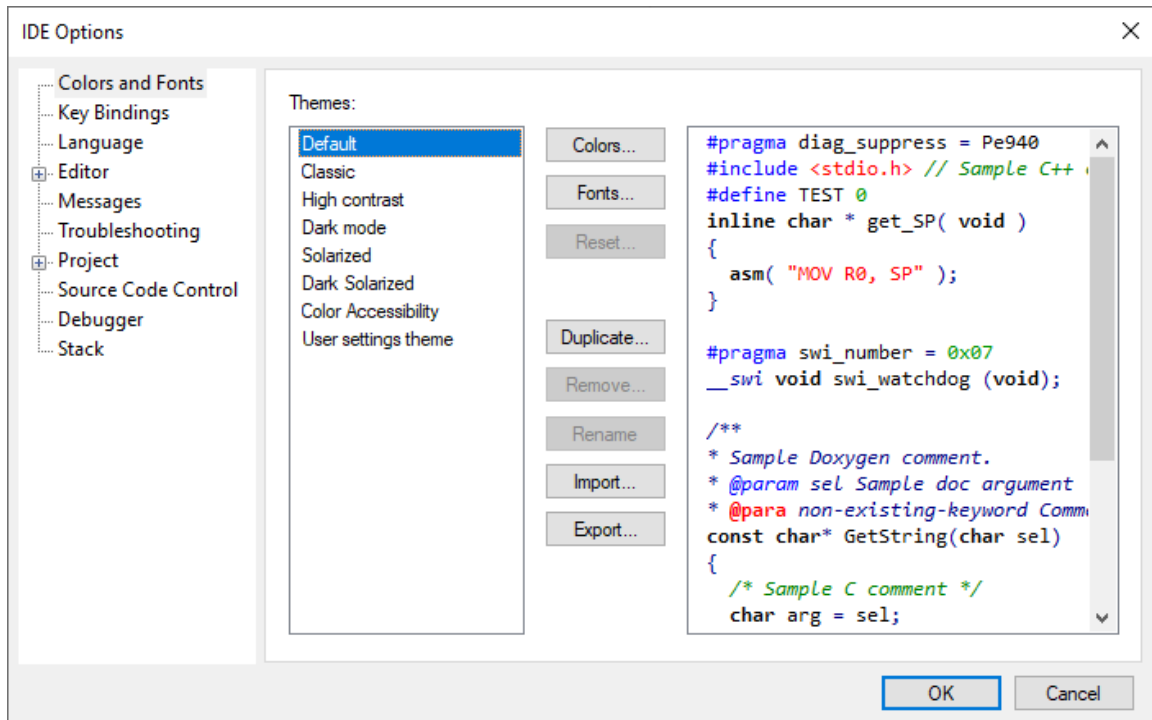 IDE Options
Colors and Fonts
Key Bindings
Language
Editor
Messages
Troubleshooting
Project
Source Code Control
Debugger
Stack
Themes:
Default
Classic
High contrast
Dark mode
Solarized
Dark Solarized
Color Accessibility
User settings theme
Colors...
Fonts...
Reset...
Duplicate...
Remove...
Rename
Import...
Export...
#pragma diag_suppress = Pe940
#include <stdio.h> // Sample C++
#define TEST 0
inline char * get_SP( void )
{
asm( "MOV R0, SP" );
}
#pragma swi_number = 0x07
__swi void swi_watchdog (void);
/**
* Sample Doxygen comment.
* @param sel Sample doc argument
* @para non-existing-keyword
const char* GetString(char sel)
{
/* Sample C comment */
char arg = sel;
OK
Cancel